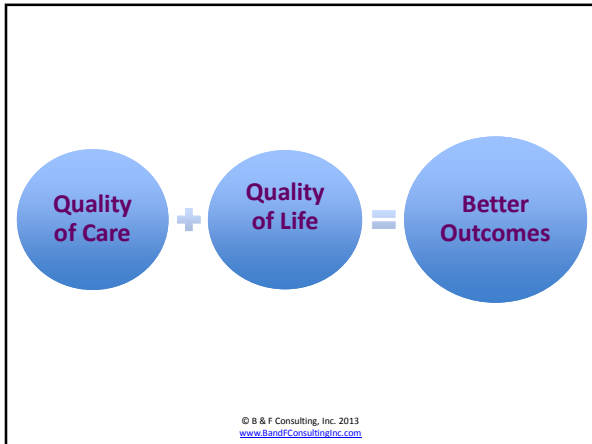 Quality
of Care
Quality
of Life
Better
Outcomes
© B & F Consulting, Inc. 2013
www.BandFConsultingInc.com